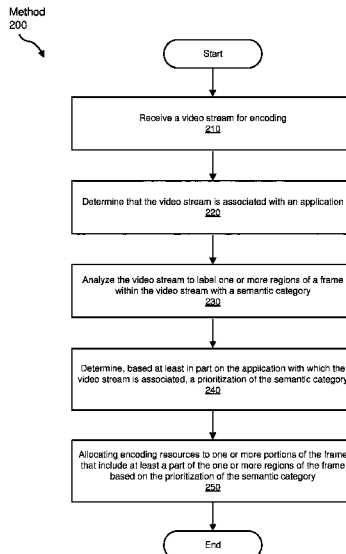 Method
200
Start
Receive a video stream for encoding
210
Determine that the video stream is associated with an application
220
Analyze the video stream to label one or more regions of a frame
within the video stream with a semantic category
230
Determine, based at least in part on the application with which the
video stream is associated, a prioritization of the semantic category
240
Allocating encoding resources to one or more portions of the frame
that include at least a part of the one or more regions of the frame
based on the prioritization of the semantic category
250
End